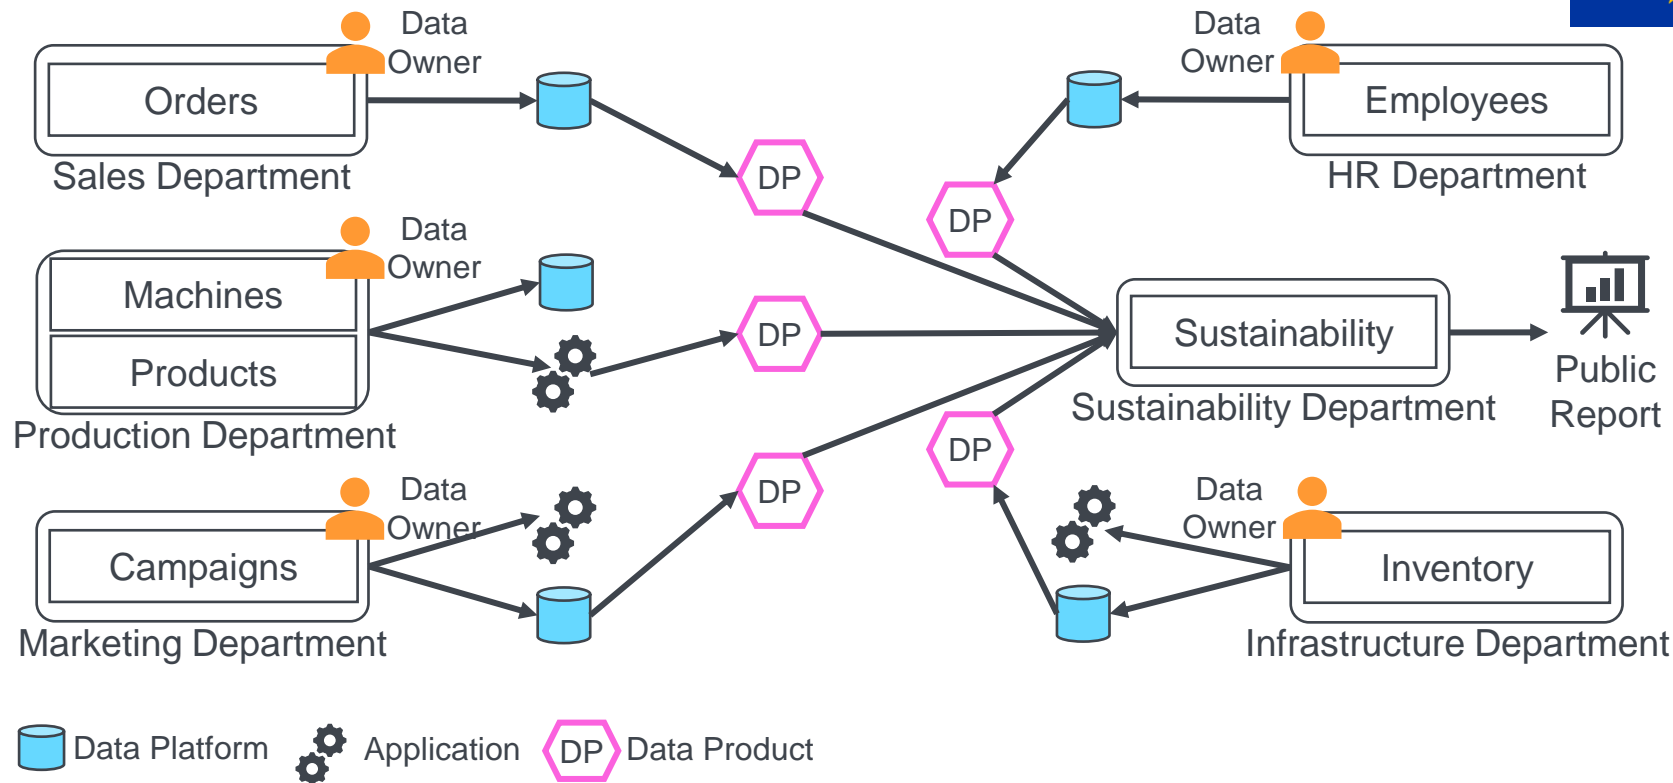 Data
Owner
Orders
Sales Department
DP
Data
Owner
Employees
HR Department
DP
Data
Owner
Machines
Products
Production Department
DP
Sustainability
Sustainability Department
Public
Report
Data
Owner
Campaigns
Marketing Department
DP
DP
Data
Owner
Inventory
Infrastructure Department
Data Platform
Application
DP
Data Product